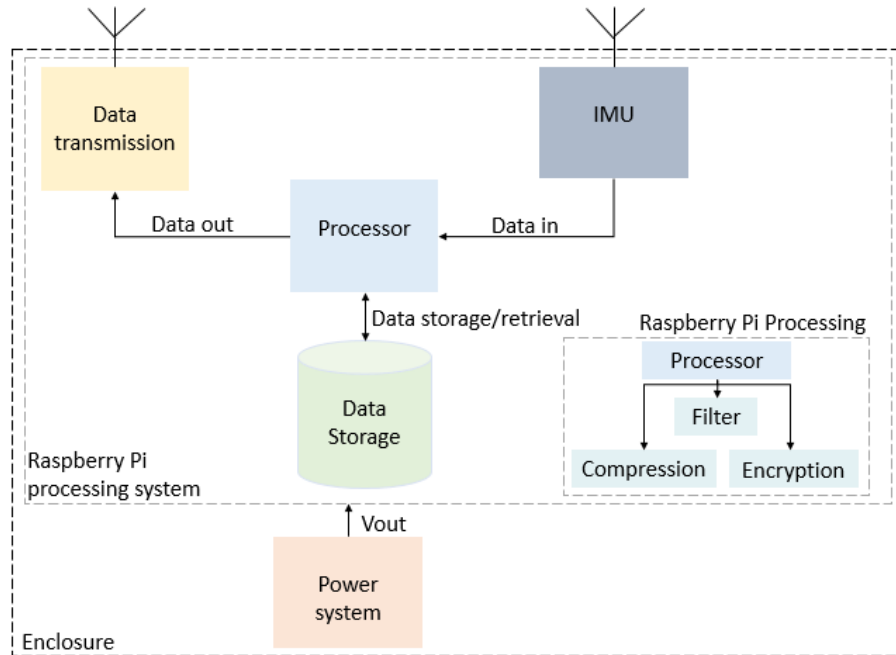 Data
transmission
IMU
Processor
Data out
Data in
Data storage/retrieval
Data
Storage
Raspberry Pi Processing
Processor
Filter
Compression
Encryption
Raspberry Pi
processing system
Vout
Power
system
Enclosure